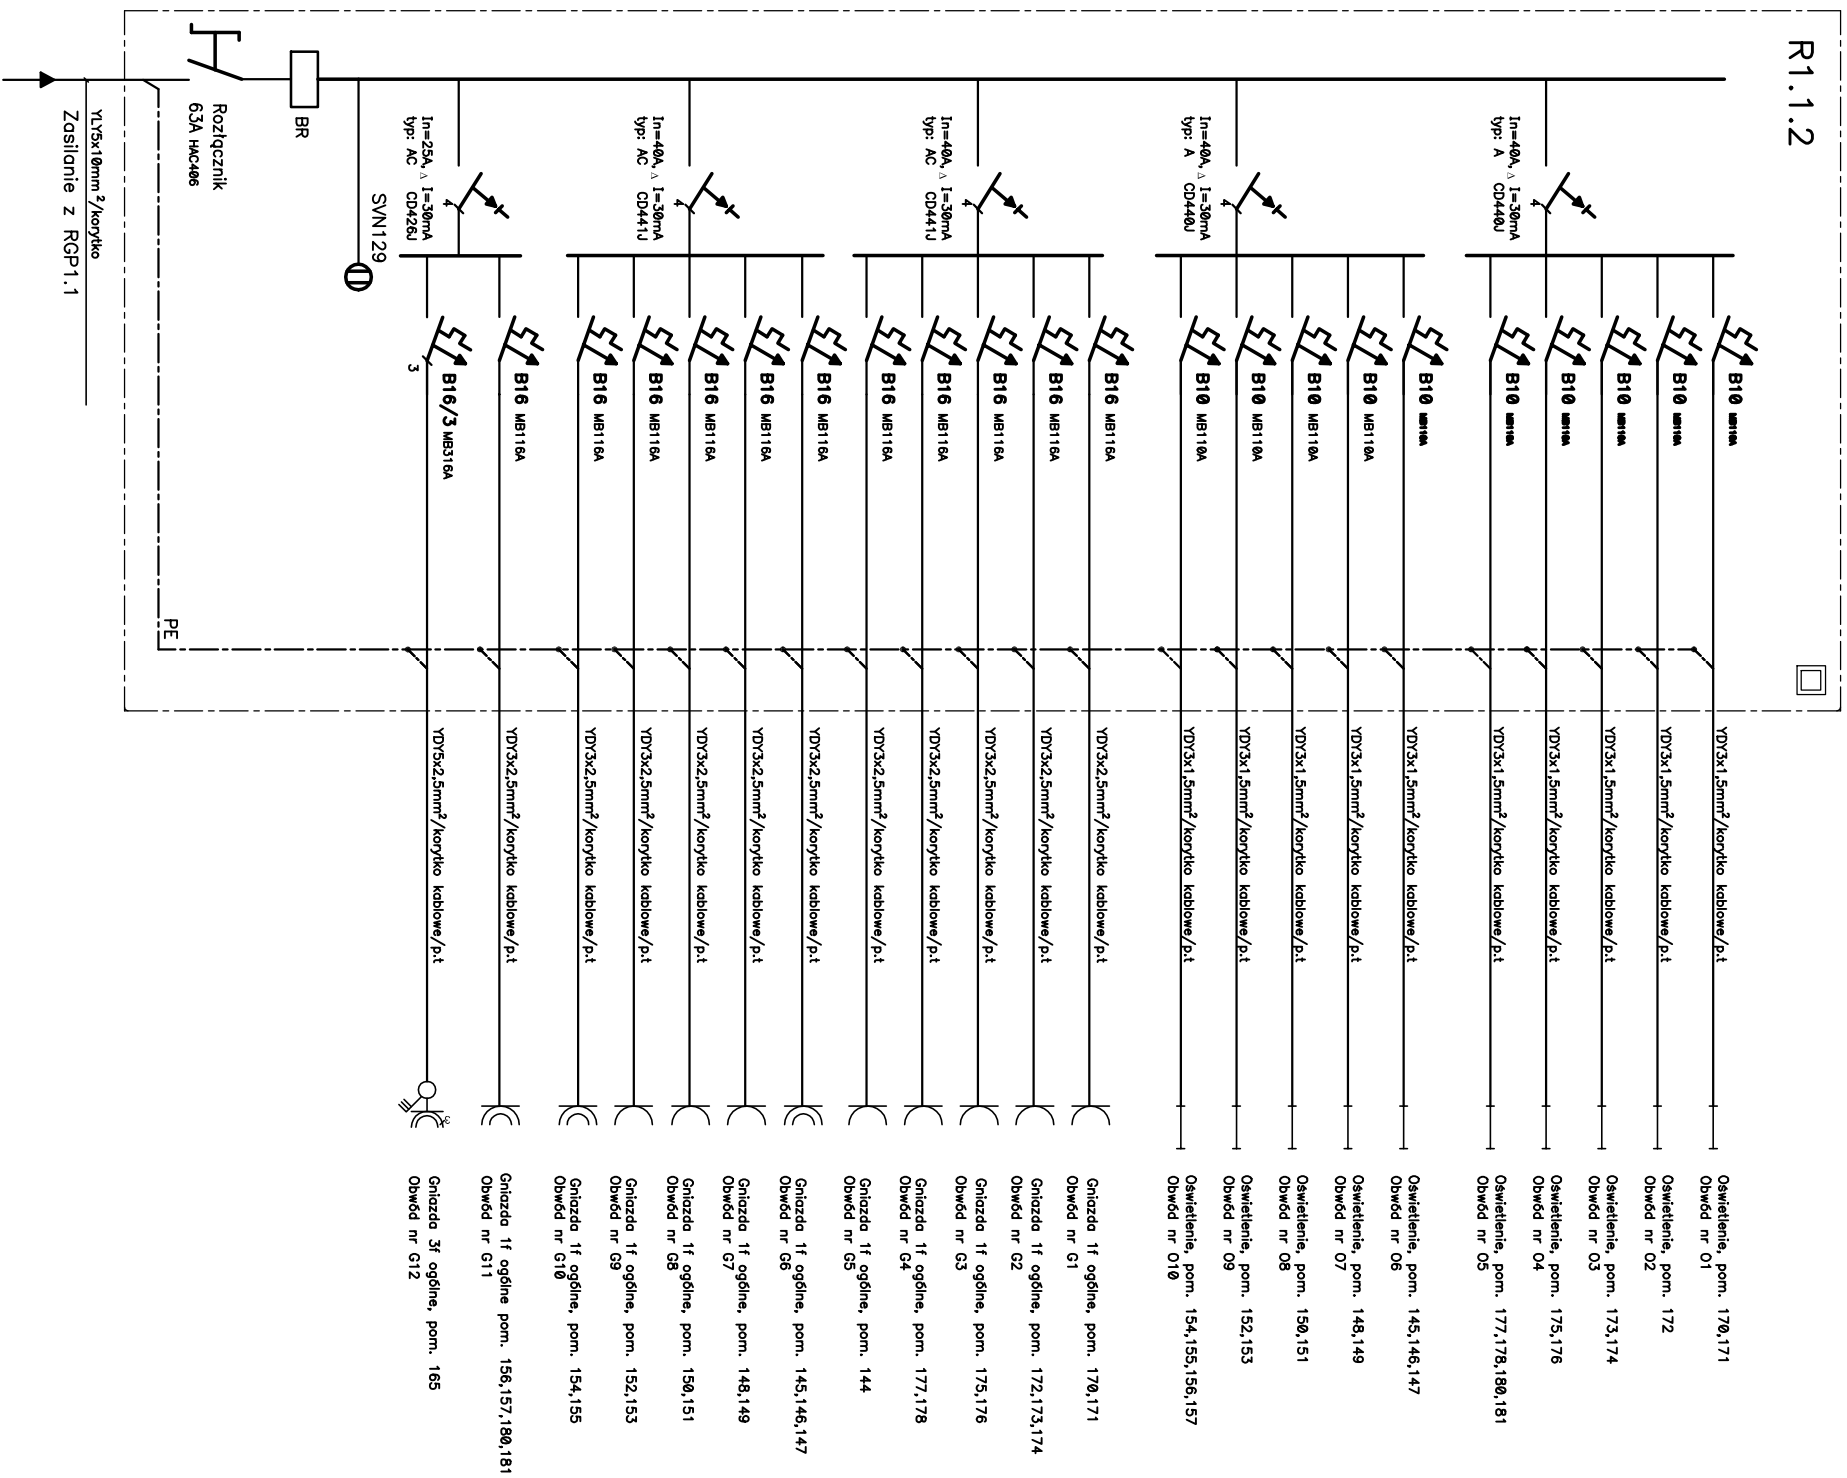 R1.1.2
YLY5x10mm²/korytko
Zasilanie z RGP1.1
Rozłącznik
63A HAC406
BR
SVN129
PE
In=40A, △ I=30mA
typ: A CD440J
In=40A, △ I=30mA
typ: A CD440J
In=40A, △ I=30mA
typ: AC CD441J
In=40A, △ I=30mA
typ: AC CD441J
In=25A, △ I=30mA
typ: AC CD426J
4
4
4
4
4
B10 MB110A YDY3x1,5mm²/korytko kablowe/p.t
Oświetlenie, pom. 170,171
Obwód nr O1
B10 MB110A YDY3x1,5mm²/korytko kablowe/p.t
Oświetlenie, pom. 172
Obwód nr O2
B10 MB110A YDY3x1,5mm²/korytko kablowe/p.t
Oświetlenie, pom. 173,174
Obwód nr O3
B10 MB110A YDY3x1,5mm²/korytko kablowe/p.t
Oświetlenie, pom. 175,176
Obwód nr O4
B10 MB110A YDY3x1,5mm²/korytko kablowe/p.t
Oświetlenie, pom. 177,178,180,181
Obwód nr O5
B10 MB110A YDY3x1,5mm²/korytko kablowe/p.t
Oświetlenie, pom. 145,146,147
Obwód nr O6
B10 MB110A YDY3x1,5mm²/korytko kablowe/p.t
Oświetlenie, pom. 148,149
Obwód nr O7
B10 MB110A YDY3x1,5mm²/korytko kablowe/p.t
Oświetlenie, pom. 150,151
Obwód nr O8
B10 MB110A YDY3x1,5mm²/korytko kablowe/p.t
Oświetlenie, pom. 152,153
Obwód nr O9
B10 MB110A YDY3x1,5mm²/korytko kablowe/p.t
Oświetlenie, pom. 154,155,156,157
Obwód nr O10
B16 MB116A YDY3x2,5mm²/korytko kablowe/p.t
Gniazda 1f ogólne, pom. 170,171
Obwód nr G1
B16 MB116A YDY3x2,5mm²/korytko kablowe/p.t
Gniazda 1f ogólne, pom. 172,173,174
Obwód nr G2
B16 MB116A YDY3x2,5mm²/korytko kablowe/p.t
Gniazda 1f ogólne, pom. 175,176
Obwód nr G3
B16 MB116A YDY3x2,5mm²/korytko kablowe/p.t
Gniazda 1f ogólne, pom. 177,178
Obwód nr G4
B16 MB116A YDY3x2,5mm²/korytko kablowe/p.t
Gniazda 1f ogólne, pom. 144
Obwód nr G5
B16 MB116A YDY3x2,5mm²/korytko kablowe/p.t
Gniazda 1f ogólne, pom. 145,146,147
Obwód nr G6
B16 MB116A YDY3x2,5mm²/korytko kablowe/p.t
Gniazda 1f ogólne, pom. 148,149
Obwód nr G7
B16 MB116A YDY3x2,5mm²/korytko kablowe/p.t
Gniazda 1f ogólne, pom. 150,151
Obwód nr G8
B16 MB116A YDY3x2,5mm²/korytko kablowe/p.t
Gniazda 1f ogólne, pom. 152,153
Obwód nr G9
B16 MB116A YDY3x2,5mm²/korytko kablowe/p.t
Gniazda 1f ogólne, pom. 154,155
Obwód nr G10
B16 MB116A YDY3x2,5mm²/korytko kablowe/p.t
Gniazda 1f ogólne pom. 156,157,180,181
Obwód nr G11
B16/3 MB316A YDY5x2,5mm²/korytko kablowe/p.t
3
3
Gniazda 3f ogólne, pom. 165
Obwód nr G12